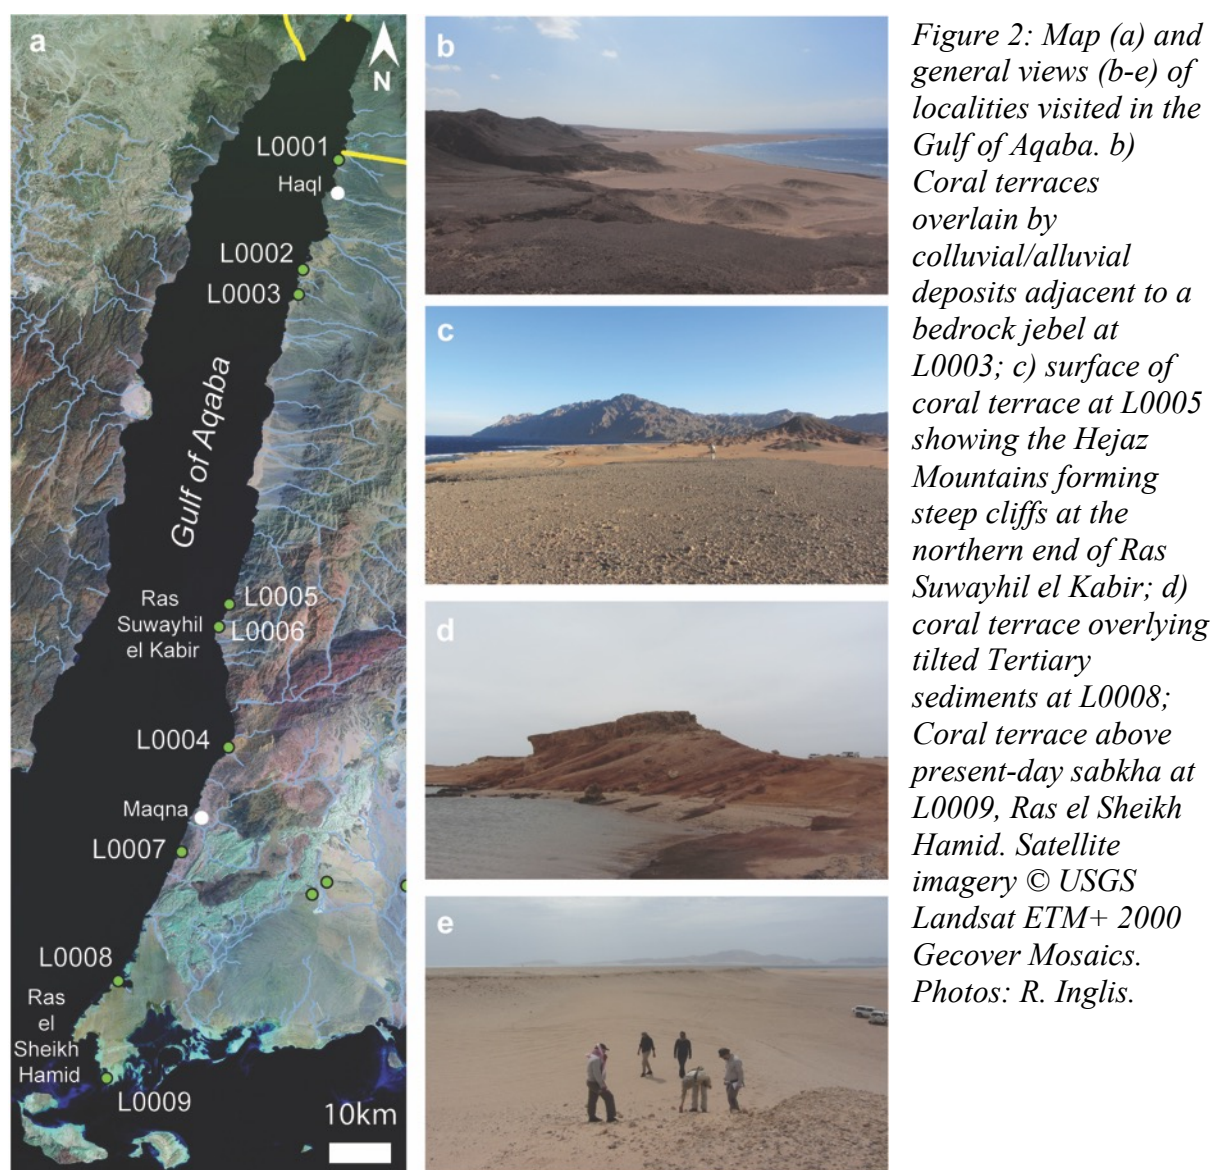 a
N
L0001
Haql
L0002
L0003
Gulf of Aqaba
Ras
Suwayhil
el Kabir
L0005
L0006
L0004
Maqna
L0007
L0008
Ras
el
Sheikh
Hamid
L0009
10km
b
c
d
e
Figure 2: Map (a) and
general views (b-e) of
localities visited in the
Gulf of Aqaba. b)
Coral terraces
overlain by
colluvial/alluvial
deposits adjacent to a
bedrock jebel at
L0003; c) surface of
coral terrace at L0005
showing the Hejaz
Mountains forming
steep cliffs at the
northern end of Ras
Suwayhil el Kabir; d)
coral terrace overlying
tilted Tertiary
sediments at L0008;
Coral terrace above
present-day sabkha at
L0009, Ras el Sheikh
Hamid. Satellite
imagery © USGS
Landsat ETM+ 2000
Gecover Mosaics.
Photos: R. Inglis.